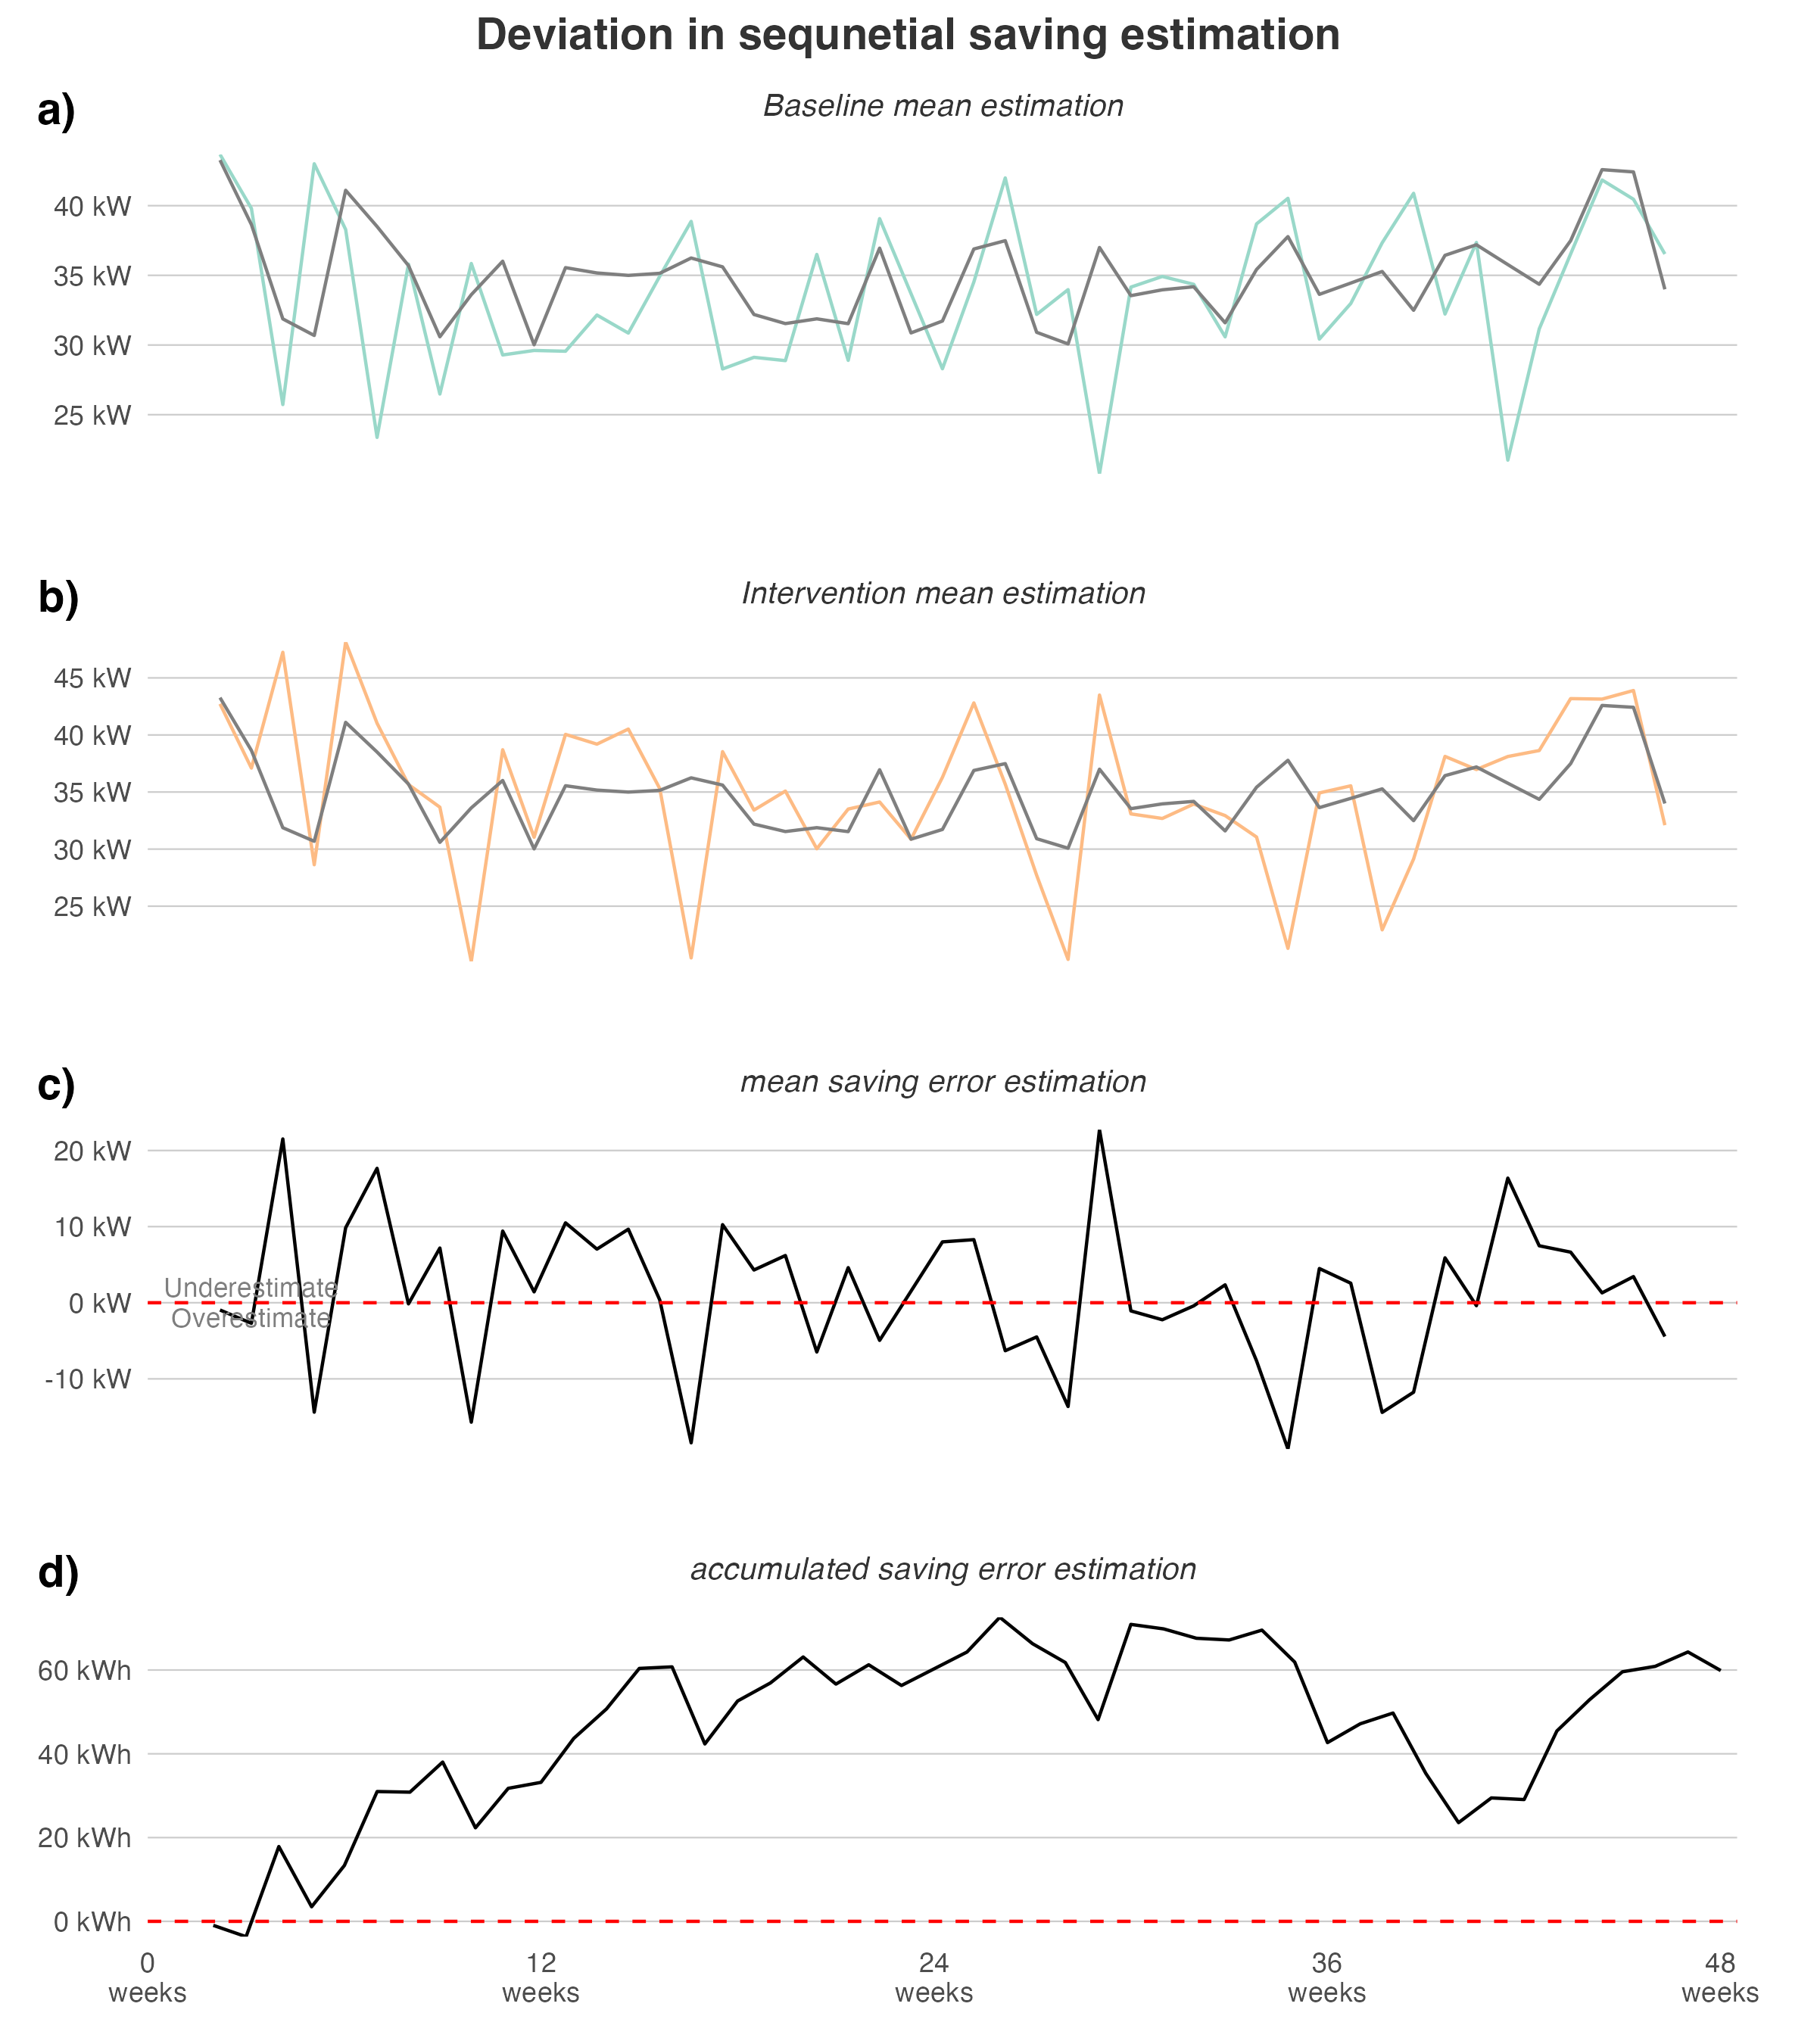 Deviation in sequnetial saving estimation
a)
Baseline mean estimation
40 kW
35 kW
30 kW
25 kW
b)
Intervention mean estimation
45 kW
40 kW
35 kW
30 kW
25 kW
c)
mean saving error estimation
20 kW
10 kW
Underestimate
0 kW
Overestimate
-10 kW
d)
accumulated saving error estimation
60 kWh
40 kWh
20 kWh
0 kWh
0 12 24 36 48
weeks weeks weeks weeks weeks